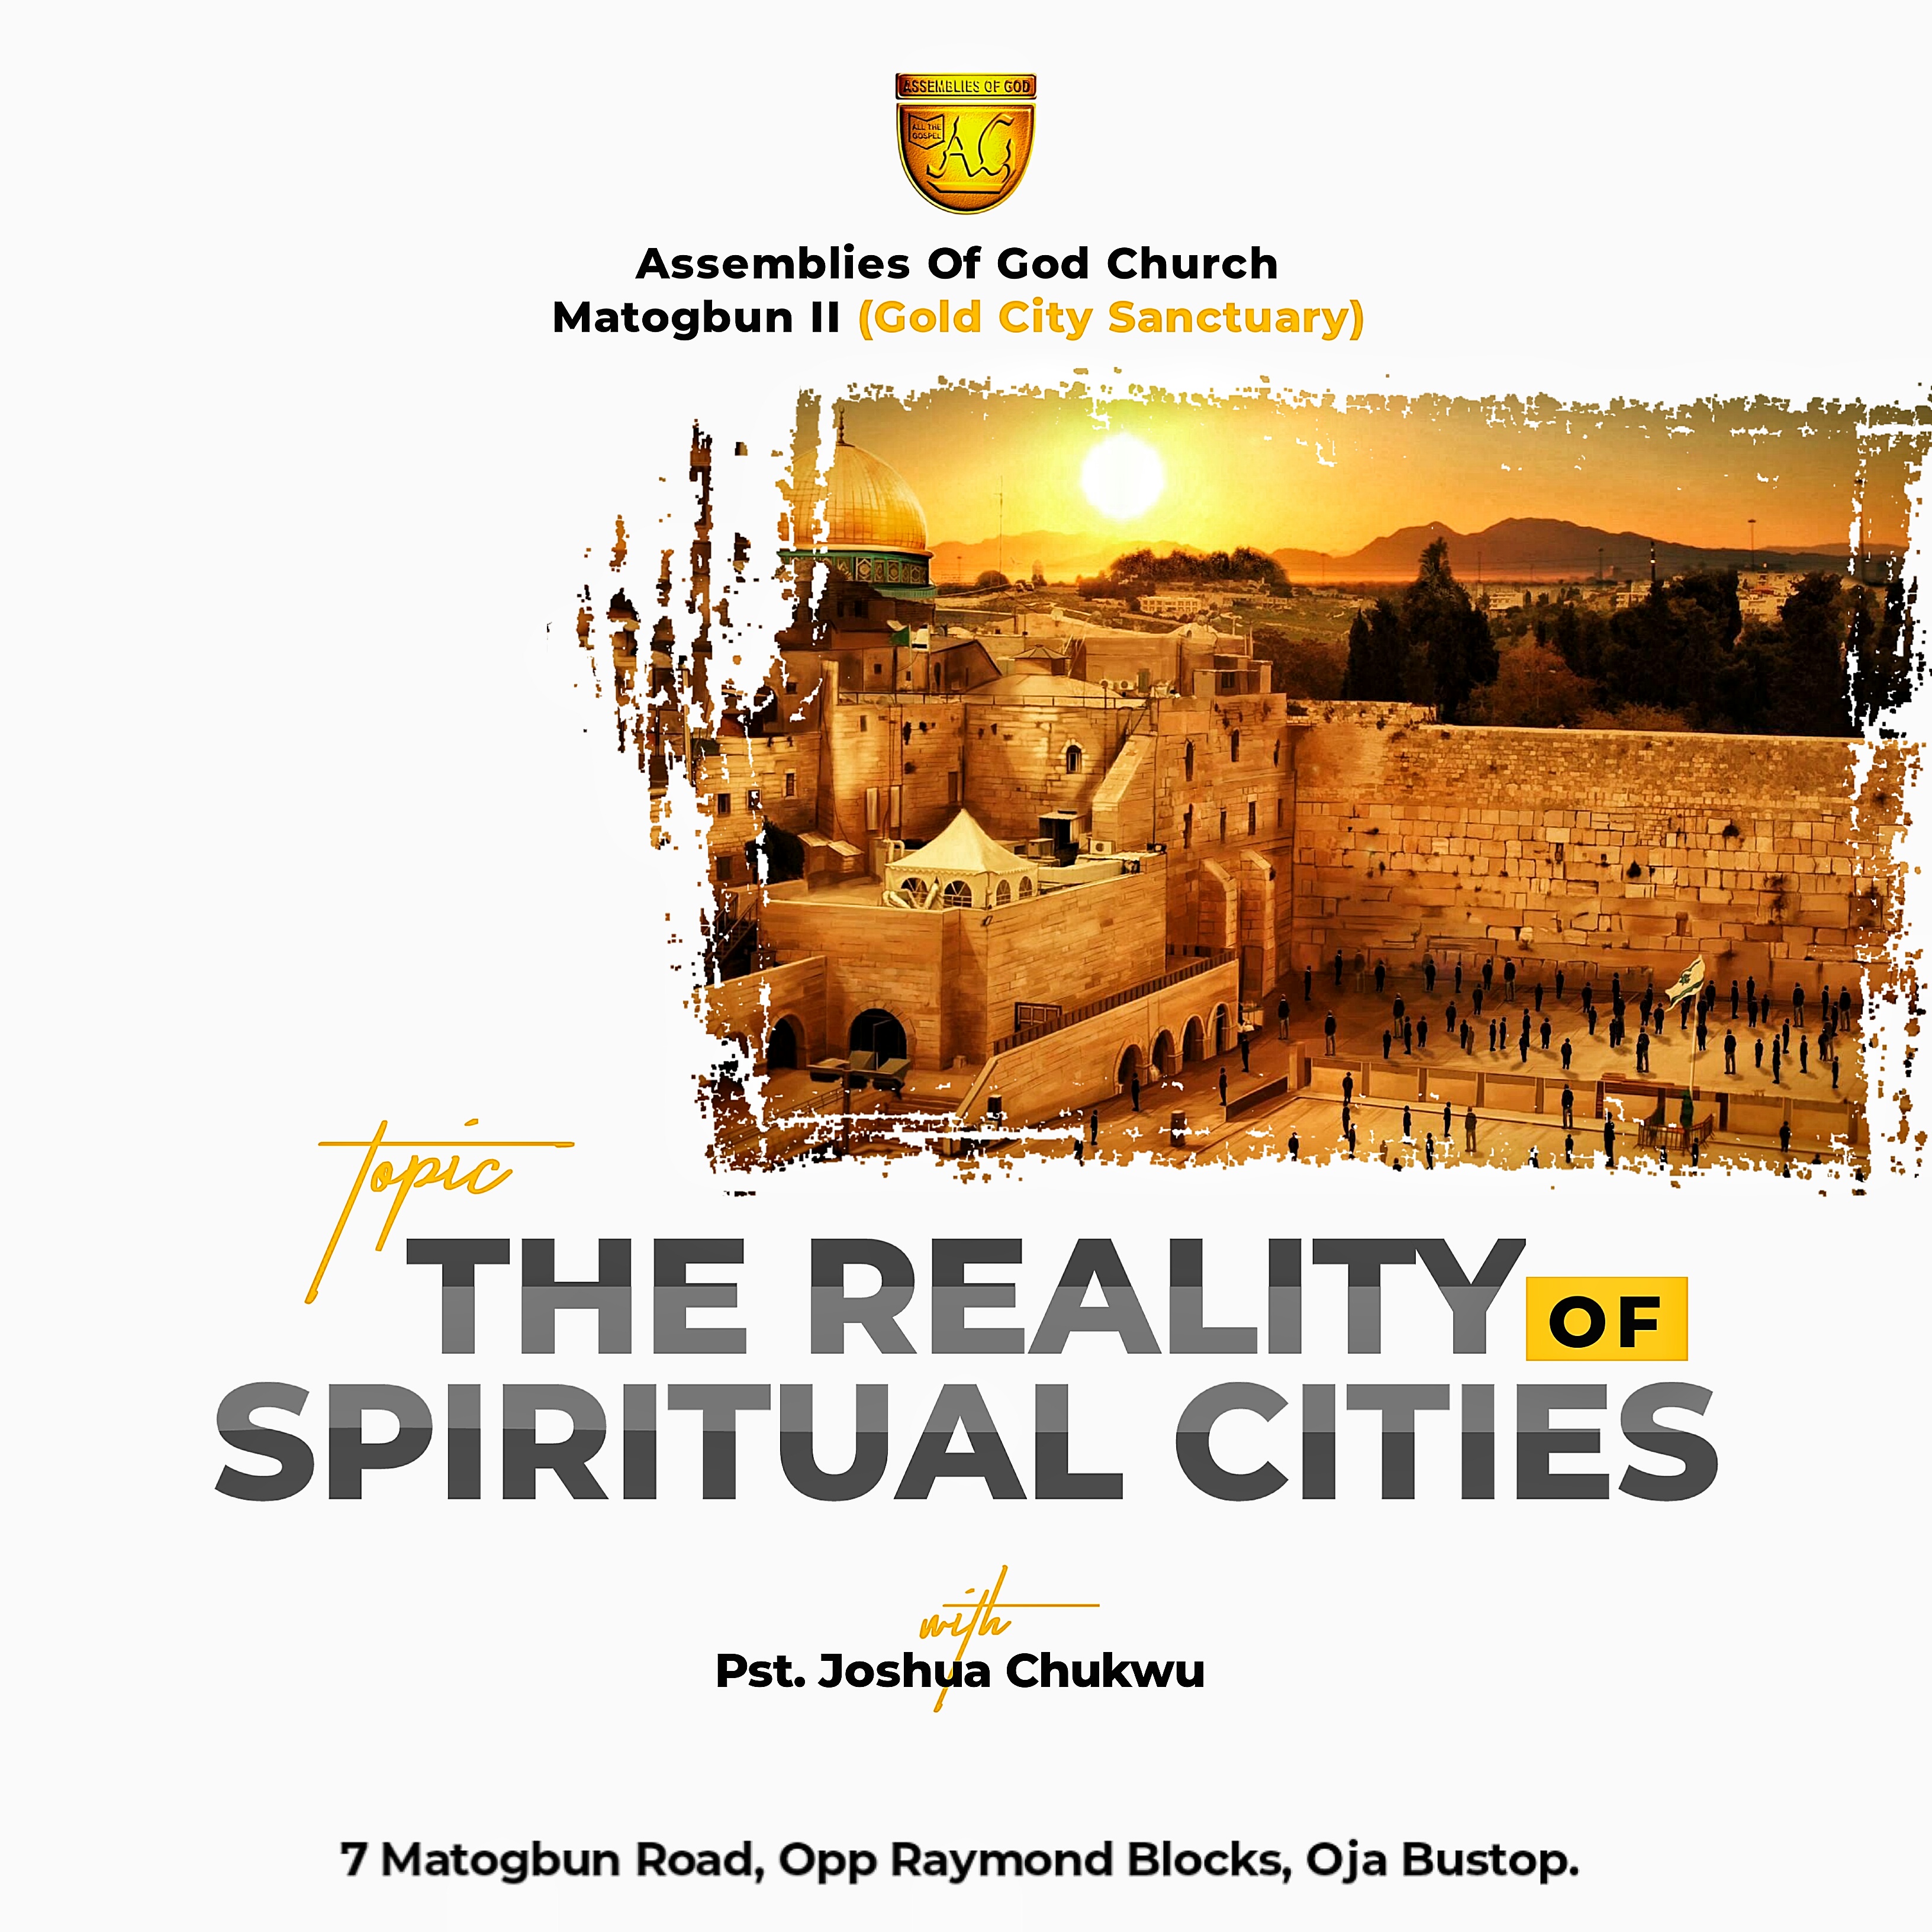 ASSEMBLIES OF GOD
ALL THE
GOSPEL
AG
Assemblies Of God Church
Matogbun II (Gold City Sanctuary)
Topic
THE REALITY OF
SPIRITUAL CITIES
with
Pst. Joshua Chukwu
7 Matogbun Road, Opp Raymond Blocks, Oja Bustop.